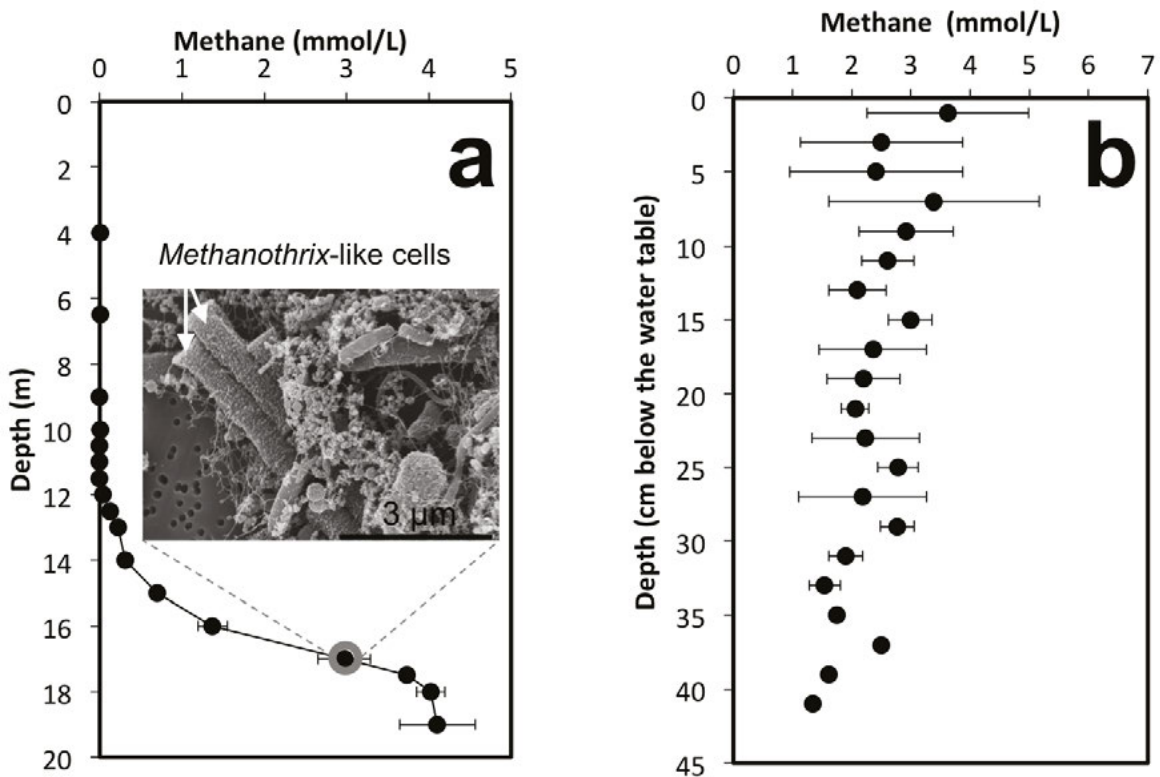 Methane (mmol/L)
0 1 2 3 4 5
Depth (m)
0
2
4
6
8
10
12
14
16
18
20
a
Methanothrix-like cells
3 μm
Methane (mmol/L)
0 1 2 3 4 5 6 7
Depth (cm below the water table)
0
5
10
15
20
25
30
35
40
45
b